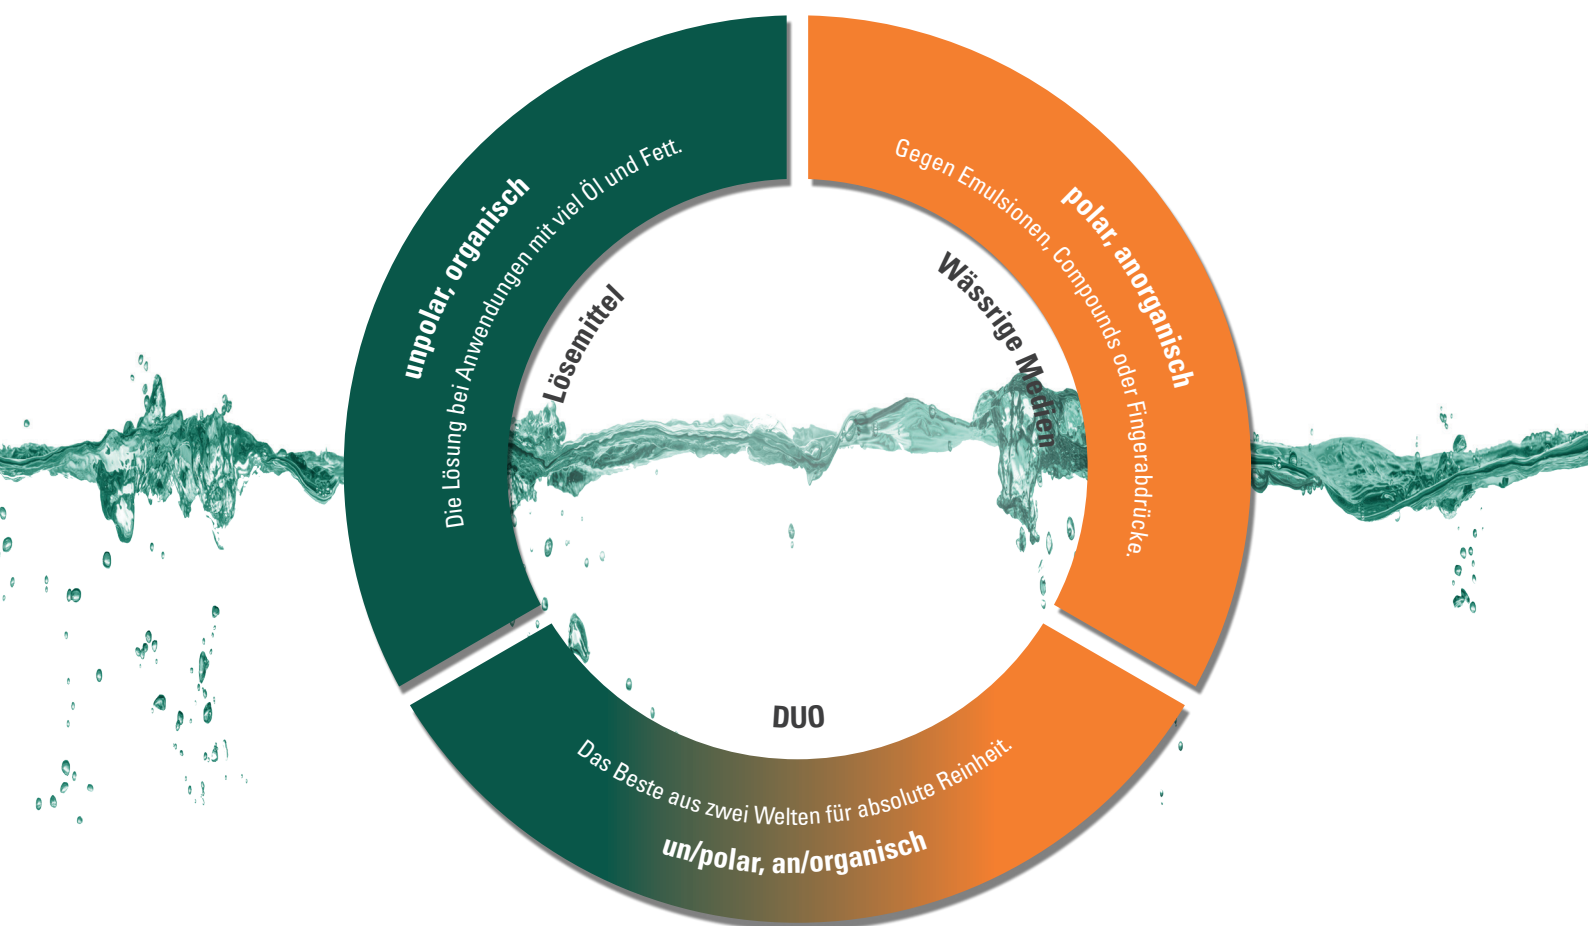 unpolar, organisch
Die Lösung bei Anwendungen mit viel Öl und Fett.
Lösemittel
polar, anorganisch
Gegen Emulsionen, Compounds oder Fingerabdrücke.
Wässrige Medien
DUO
Das Beste aus zwei Welten für absolute Reinheit.
un/polar, an/organisch